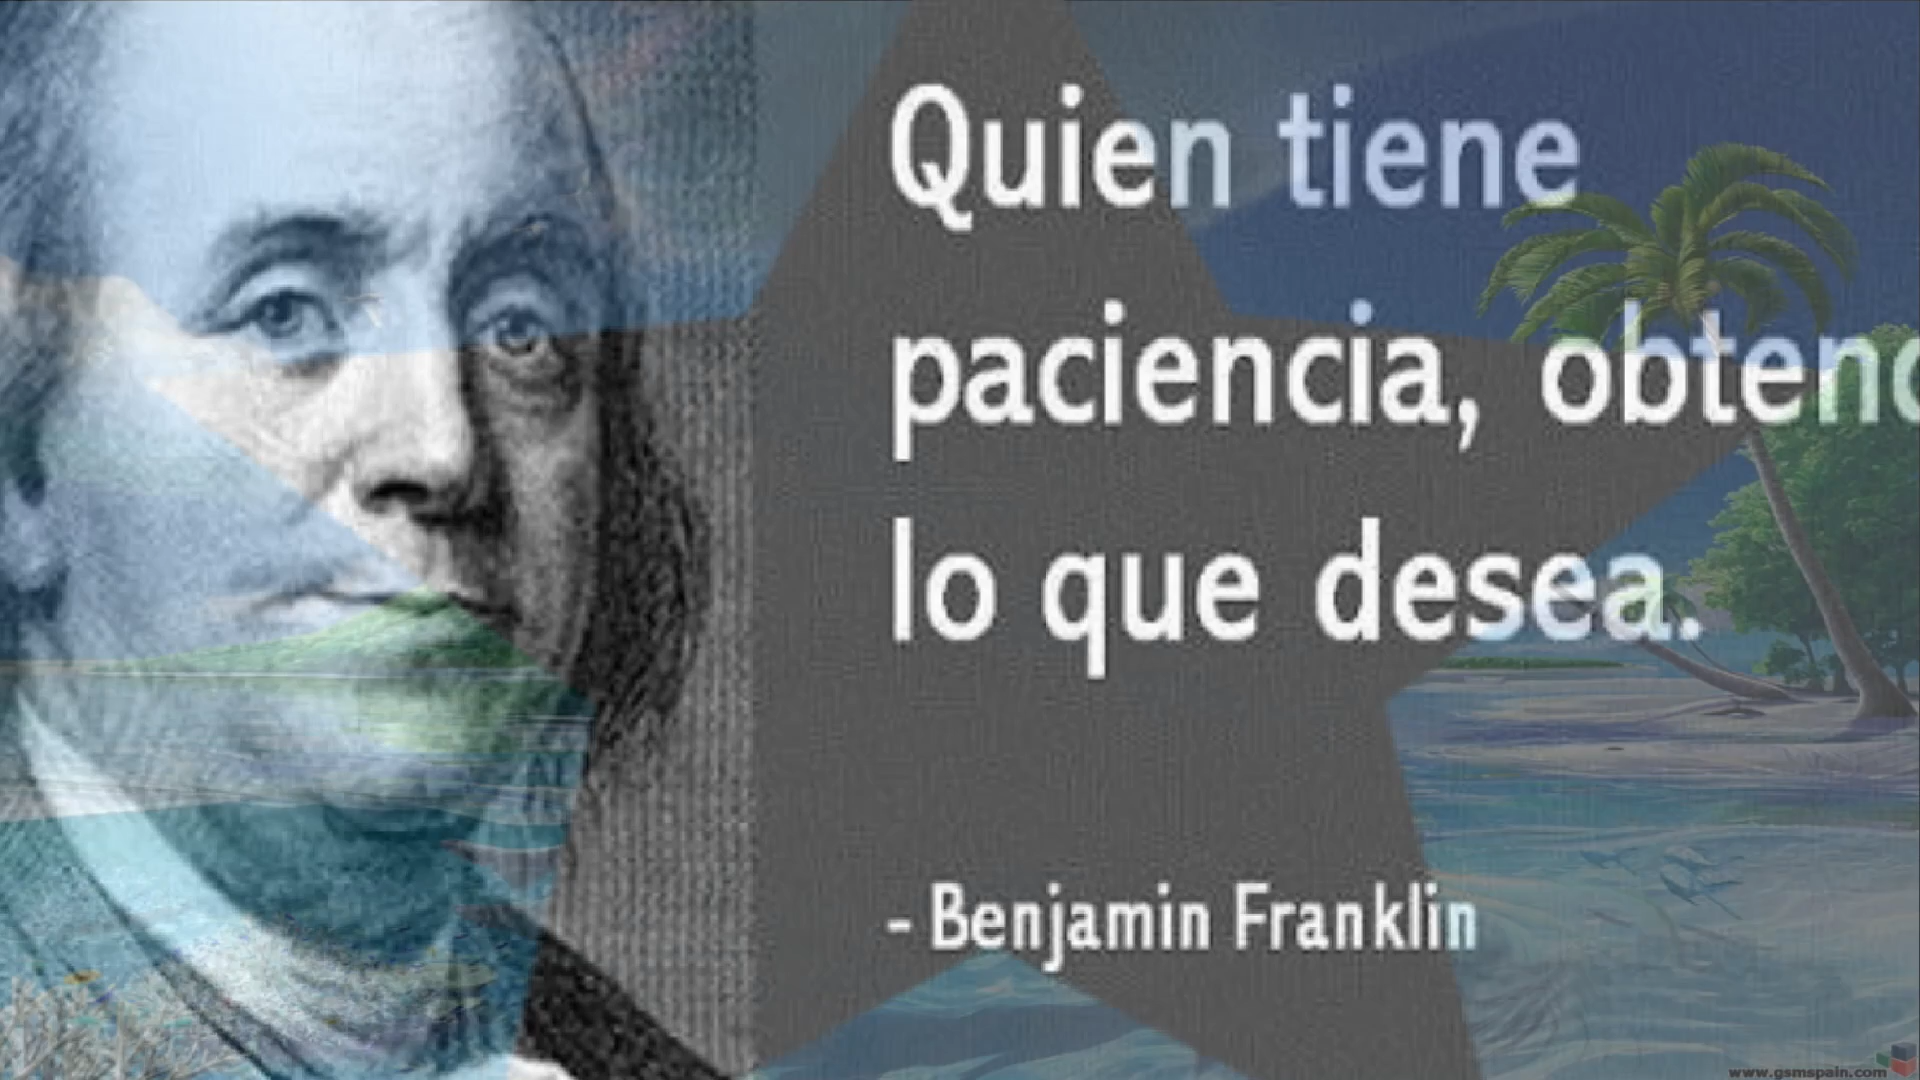 Quien tiene
paciencia, obten
lo que desea.
- Benjamin Franklin
www.gsmspain.com